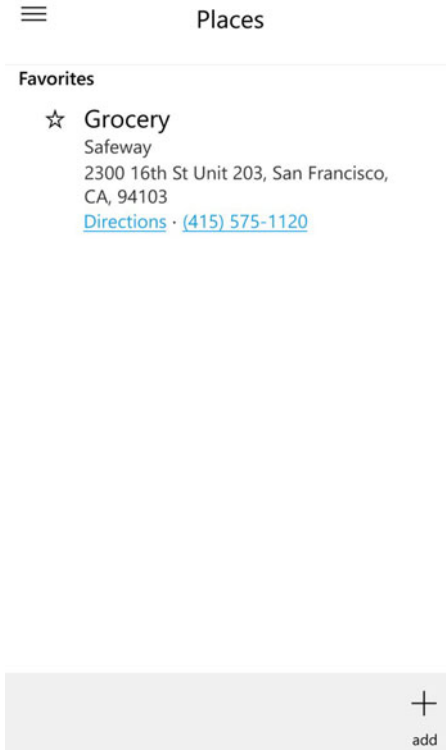 Places
Favorites
Grocery
Safeway
2300 16th St Unit 203, San Francisco,
CA, 94103
Directions · (415) 575-1120
add